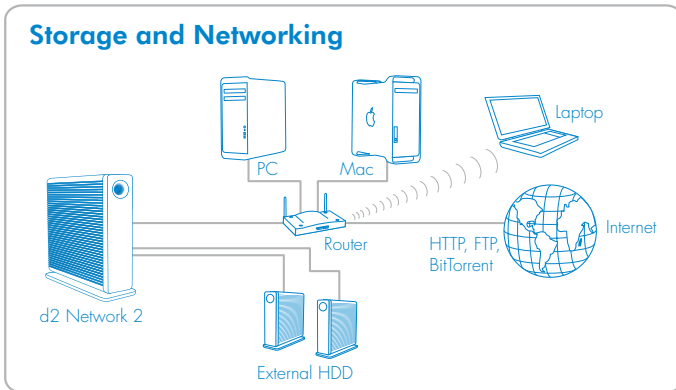 Storage and Networking
Laptop
PC
Mac
Router
HTTP, FTP,
BitTorrent
Internet
d2 Network 2
External HDD